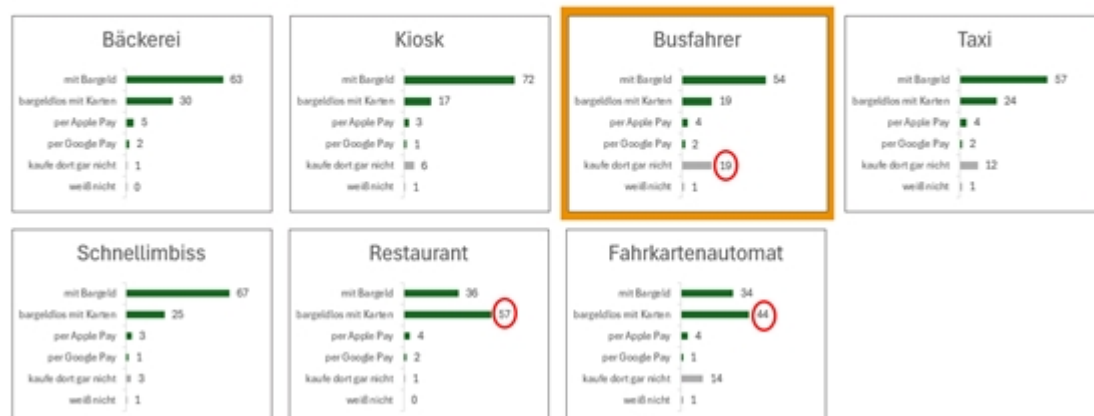 Bäckerei
mit Bargeld 63
bargeldlos mit Karten 30
per Apple Pay 5
per Google Pay 2
kaufe dort gar nicht 1
weiß nicht 0
Kiosk
mit Bargeld 72
bargeldlos mit Karten 17
per Apple Pay 3
per Google Pay 1
kaufe dort gar nicht 6
weiß nicht 1
Busfahrer
mit Bargeld 54
bargeldlos mit Karten 19
per Apple Pay 4
per Google Pay 2
kaufe dort gar nicht 19
weiß nicht 1
Taxi
mit Bargeld 57
bargeldlos mit Karten 24
per Apple Pay 4
per Google Pay 2
kaufe dort gar nicht 12
weiß nicht 1
Schnellimbiss
mit Bargeld 67
bargeldlos mit Karten 25
per Apple Pay 3
per Google Pay 1
kaufe dort gar nicht 3
weiß nicht 1
Restaurant
mit Bargeld 36
bargeldlos mit Karten 57
per Apple Pay 4
per Google Pay 2
kaufe dort gar nicht 1
weiß nicht 0
Fahrkartenautomat
mit Bargeld 34
bargeldlos mit Karten 44
per Apple Pay 4
per Google Pay 1
kaufe dort gar nicht 14
weiß nicht 1